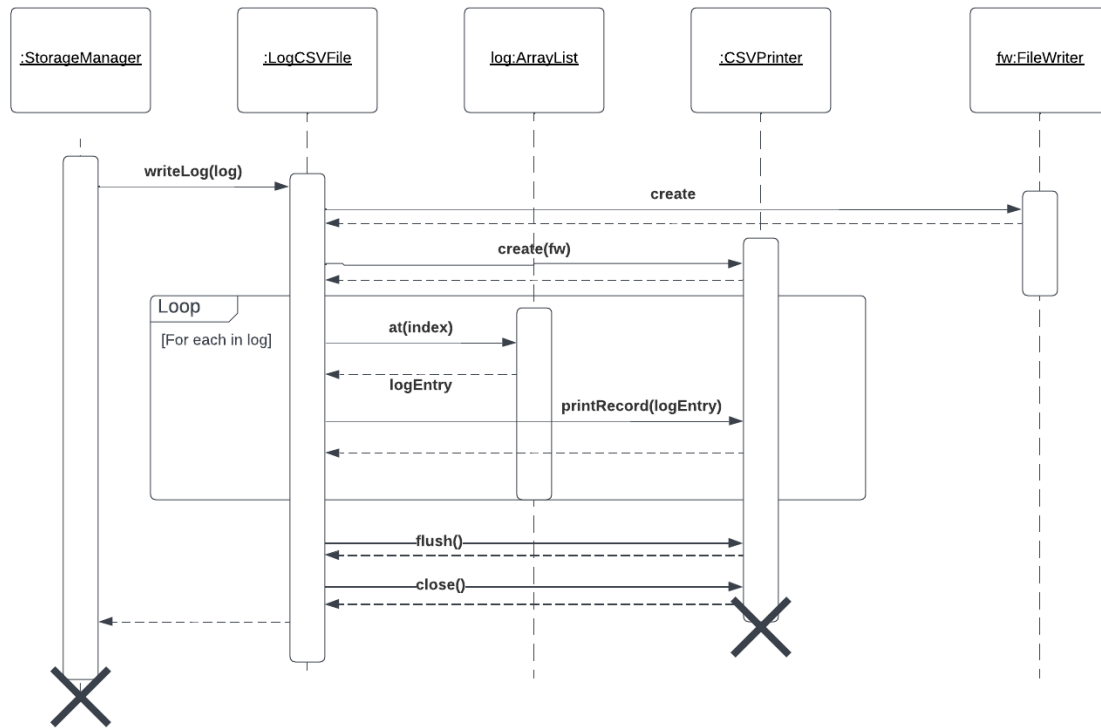 :StorageManager
:LogCSVFile
log:ArrayList
:CSVPrinter
fw:FileWriter
writeLog(log)
create
create(fw)
Loop
[For each in log]
at(index)
logEntry
printRecord(logEntry)
flush()
close()